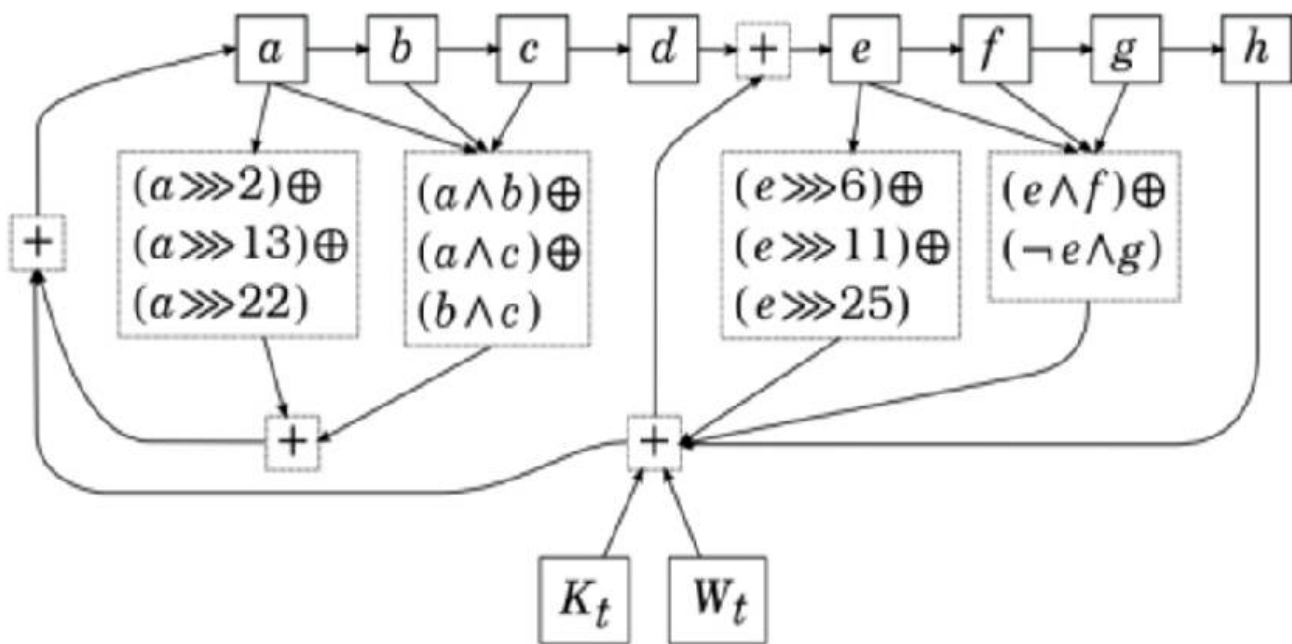 a b c d + e f g h
(a⋙2)⊕
(a⋙13)⊕
(a⋙22)
(a∧b)⊕
(a∧c)⊕
(b∧c)
(e⋙6)⊕
(e⋙11)⊕
(e⋙25)
(e∧f)⊕
(¬e∧g)
+
+
+
K_t W_t